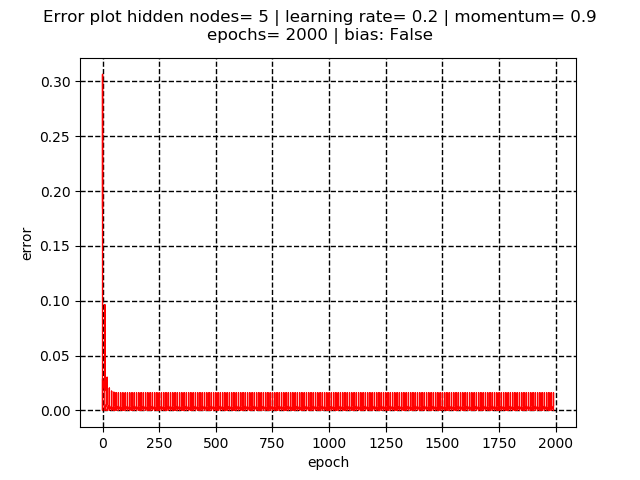 Error plot hidden nodes= 5 | learning rate= 0.2 | momentum= 0.9
epochs= 2000 | bias: False
0.30
0.25
0.20
0.15
0.10
0.05
0.00
error
0 250 500 750 1000 1250 1500 1750 2000
epoch